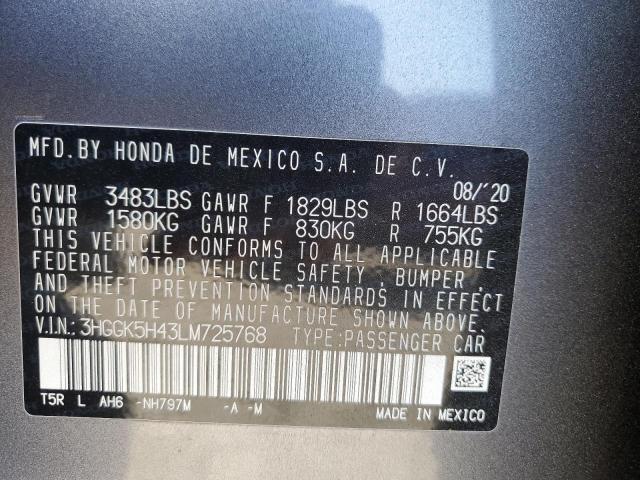 MFD.BY HONDA DE MEXICO S.A. DE C.V.
08/'20
GVWR 3483LBS GAWR F 1829LBS R 1664LBS
GVWR 1580KG GAWR F 830KG R 755KG
THIS VEHICLE CONFORMS TO ALL APPLICABLE
FEDERAL MOTOR VEHICLE SAFETY, BUMPER,
AND THEFT PREVENTION STANDARDS IN EFFECT
ON THE DATE OF MANUFACTURE SHOWN ABOVE.
V.I.N.: 3HGGK5H43LM725768 TYPE:PASSENGER CAR
T5R L AH6 -NH797M -A -M MADE IN MEXICO